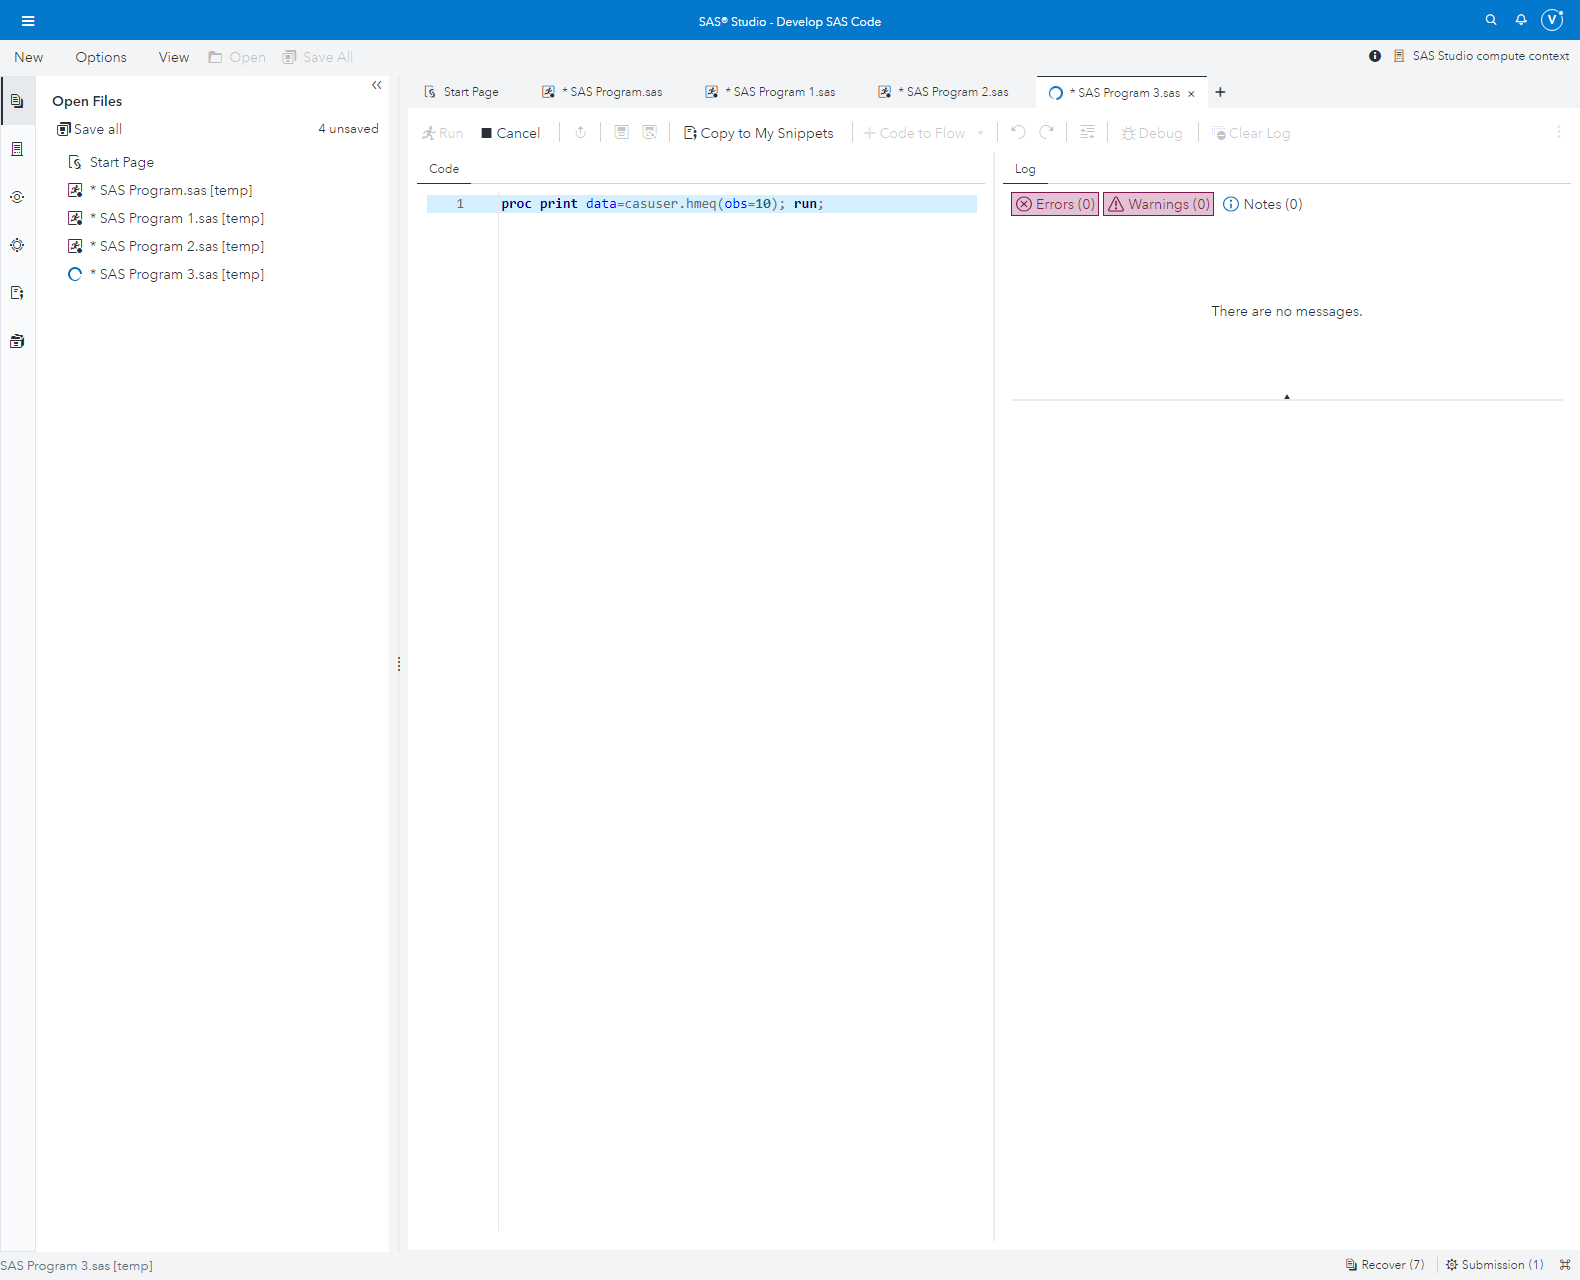 SAS® Studio - Develop SAS Code
V
New Options View Open Save All
SAS Studio compute context
Open Files
Save all 4 unsaved
Start Page
* SAS Program.sas [temp]
* SAS Program 1.sas [temp]
* SAS Program 2.sas [temp]
* SAS Program 3.sas [temp]
Start Page * SAS Program.sas * SAS Program 1.sas * SAS Program 2.sas * SAS Program 3.sas × +
Run Cancel Copy to My Snippets + Code to Flow Debug Clear Log
Code
1 proc print data=casuser.hmeq(obs=10); run;
Log
Errors (0) Warnings (0) Notes (0)
There are no messages.
SAS Program 3.sas [temp]
Recover (7) Submission (1)